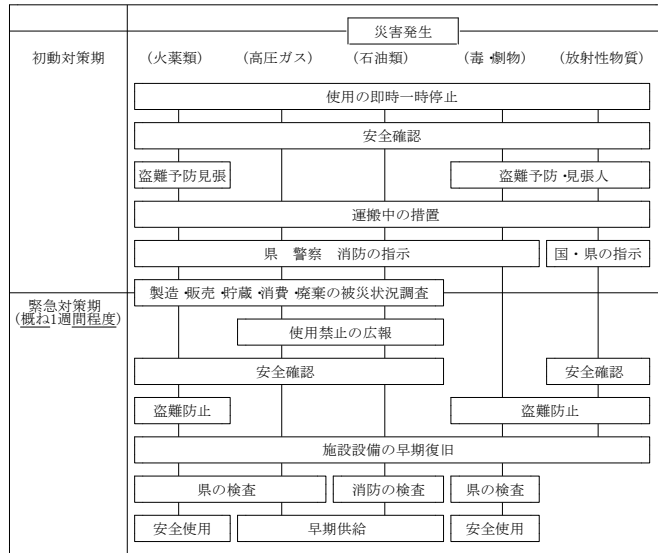 災害発生
初動対策期 (火薬類) (高圧ガス) (石油類) (毒・劇物) (放射性物質)
使用の即時一時停止
安全確認
盗難予防見張 盗難予防・見張人
運搬中の措置
県 警察 消防の指示 国・県の指示
製造・販売・貯蔵・消費・廃棄の被災状況調査
緊急対策期
(概ね1週間程度)
使用禁止の広報
安全確認 安全確認
盗難防止 盗難防止
施設設備の早期復旧
県の検査 消防の検査 県の検査
安全使用 早期供給 安全使用